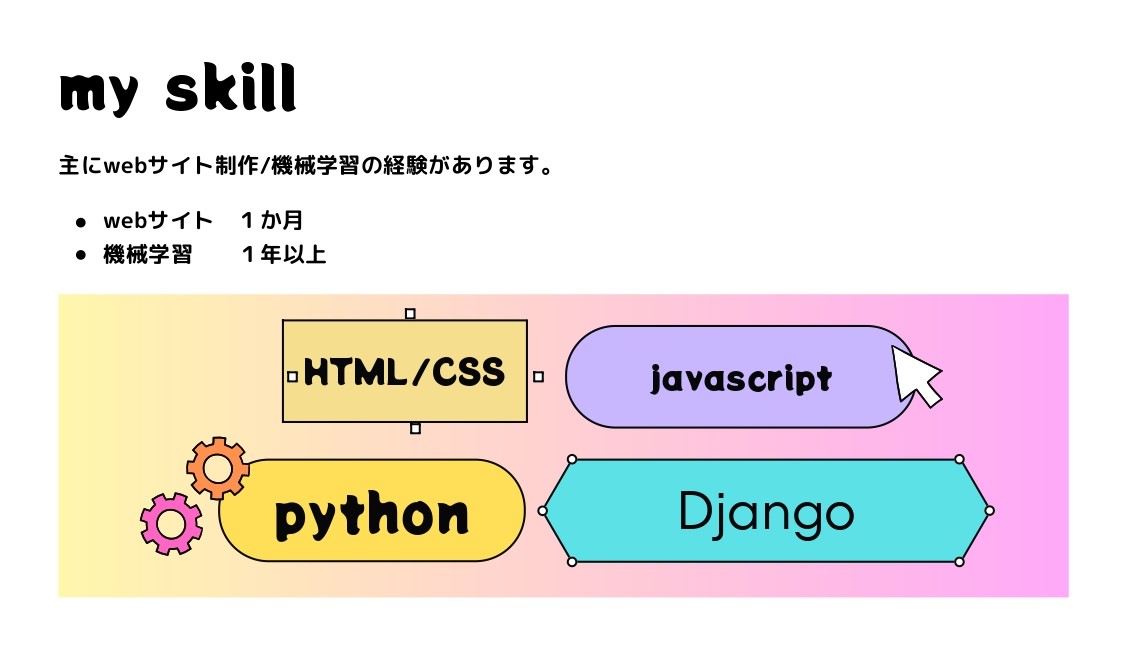 my skill
主にwebサイト制作/機械学習の経験があります。
• webサイト　１か月
• 機械学習　　１年以上
HTML/CSS
javascript
python
Django